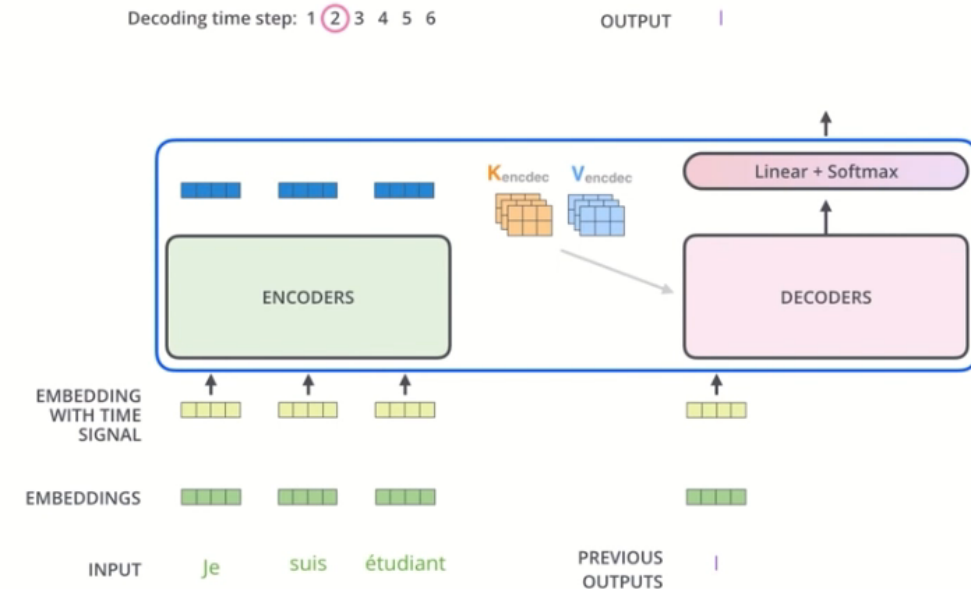 Decoding time step: 1 2 3 4 5 6
OUTPUT I
Kencdec Vencdec
Linear + Softmax
ENCODERS
DECODERS
EMBEDDING
WITH TIME
SIGNAL
EMBEDDINGS
INPUT Je suis étudiant
PREVIOUS
OUTPUTS I